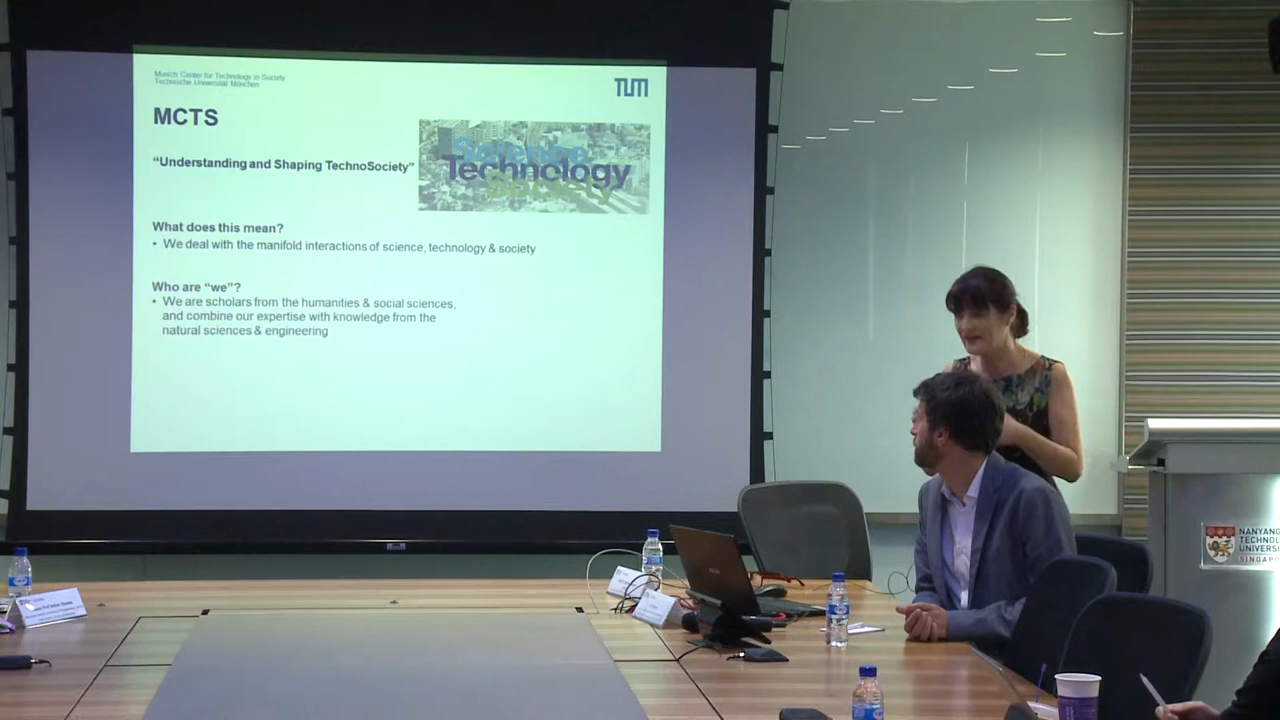 Munich Center for Technology in Society
Technische Universität München
TUM
MCTS
Science
Technology
Society
“Understanding and Shaping TechnoSociety”
What does this mean?
• We deal with the manifold interactions of science, technology & society
Who are “we”?
• We are scholars from the humanities & social sciences,
and combine our expertise with knowledge from the
natural sciences & engineering
NANYANG
TECHNOL
UNIVERS
SINGAPO